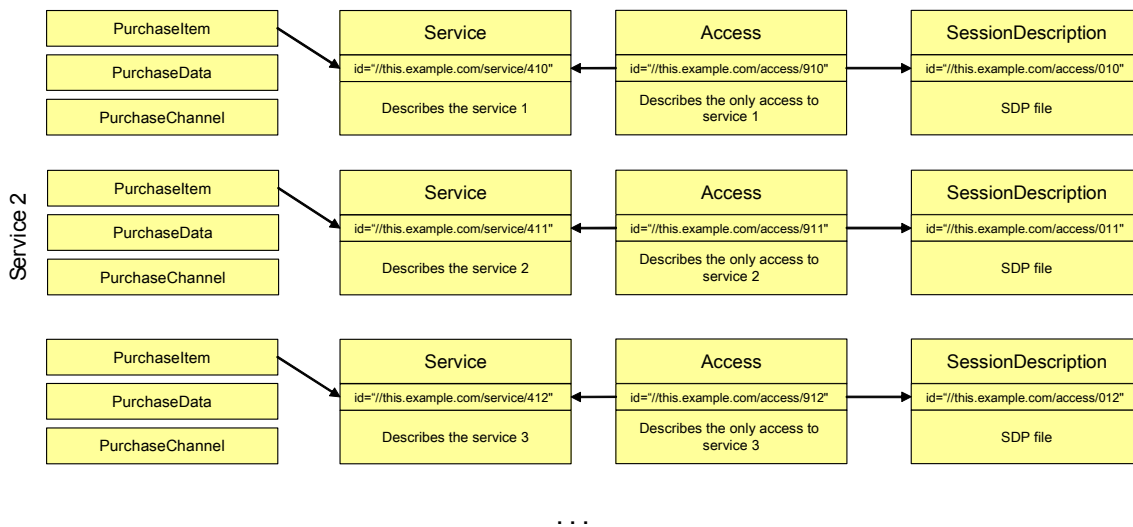 PurchaseItem
PurchaseData
PurchaseChannel
Service
id="//this.example.com/service/410"
Describes the service 1
Access
id="//this.example.com/access/910"
Describes the only access to
service 1
SessionDescription
id="//this.example.com/access/010"
SDP file
Service 2
PurchaseItem
PurchaseData
PurchaseChannel
Service
id="//this.example.com/service/411"
Describes the service 2
Access
id="//this.example.com/access/911"
Describes the only access to
service 2
SessionDescription
id="//this.example.com/access/011"
SDP file
PurchaseItem
PurchaseData
PurchaseChannel
Service
id="//this.example.com/service/412"
Describes the service 3
Access
id="//this.example.com/access/912"
Describes the only access to
service 3
SessionDescription
id="//this.example.com/access/012"
SDP file
...